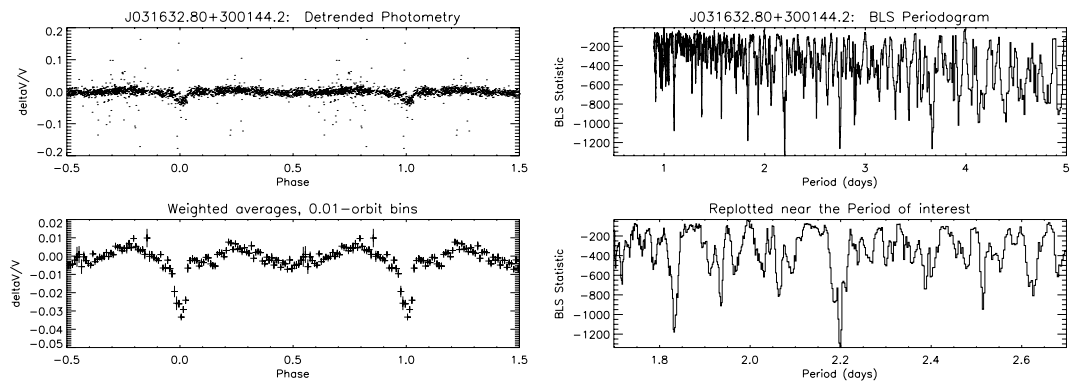 J031632.80+300144.2: Detrended Photometry
deltaV/V
0.2
0.1
0.0
-0.1
-0.2
-0.5 0.0 0.5 1.0 1.5
Phase
J031632.80+300144.2: BLS Periodogram
BLS Statistic
-200
-400
-600
-800
-1000
-1200
1 2 3 4 5
Period (days)
Weighted averages, 0.01-orbit bins
deltaV/V
0.02
0.01
0.00
-0.01
-0.02
-0.03
-0.04
-0.05
-0.5 0.0 0.5 1.0 1.5
Phase
Replotted near the Period of interest
BLS Statistic
-200
-400
-600
-800
-1000
-1200
1.8 2.0 2.2 2.4 2.6
Period (days)